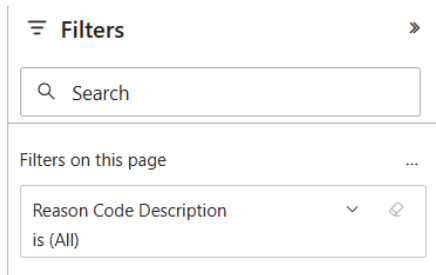 Filters
Search
Filters on this page
...
Reason Code Description
is (All)